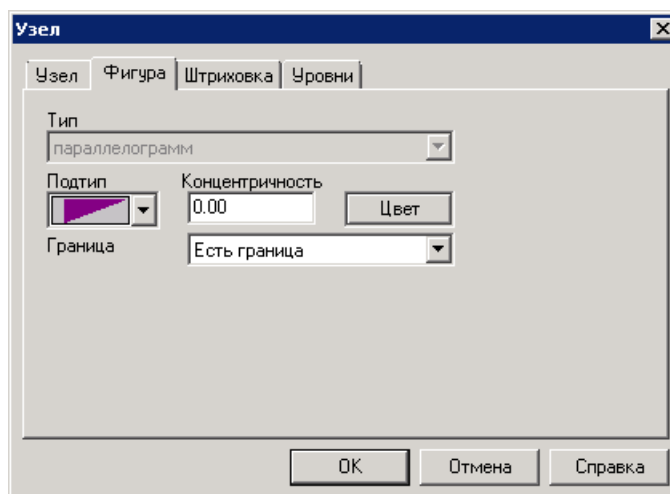 Узел
Узел Фигура Штриховка Уровни
Тип
параллелограмм
Подтип Концентричность
0.00 Цвет
Граница Есть граница
OK Отмена Справка